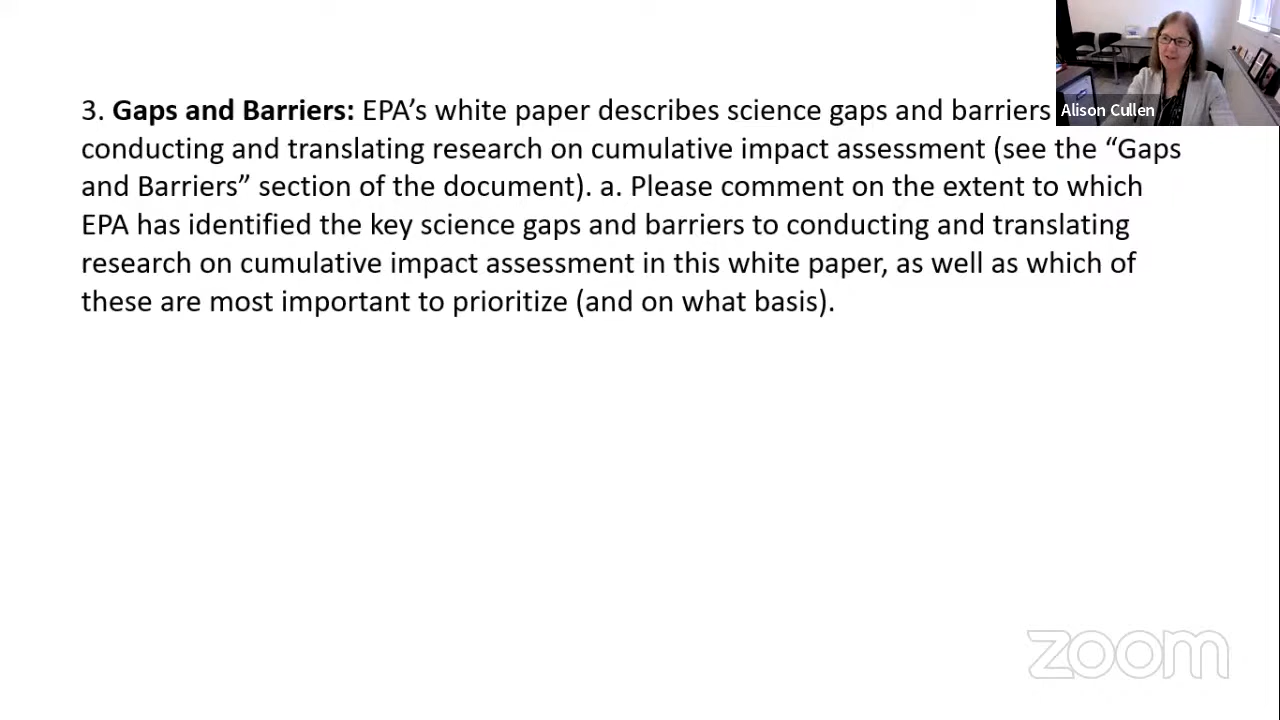 3. Gaps and Barriers: EPA’s white paper describes science gaps and barriers
Alison Cullen
conducting and translating research on cumulative impact assessment (see the “Gaps
and Barriers” section of the document). a. Please comment on the extent to which
EPA has identified the key science gaps and barriers to conducting and translating
research on cumulative impact assessment in this white paper, as well as which of
these are most important to prioritize (and on what basis).
zoom